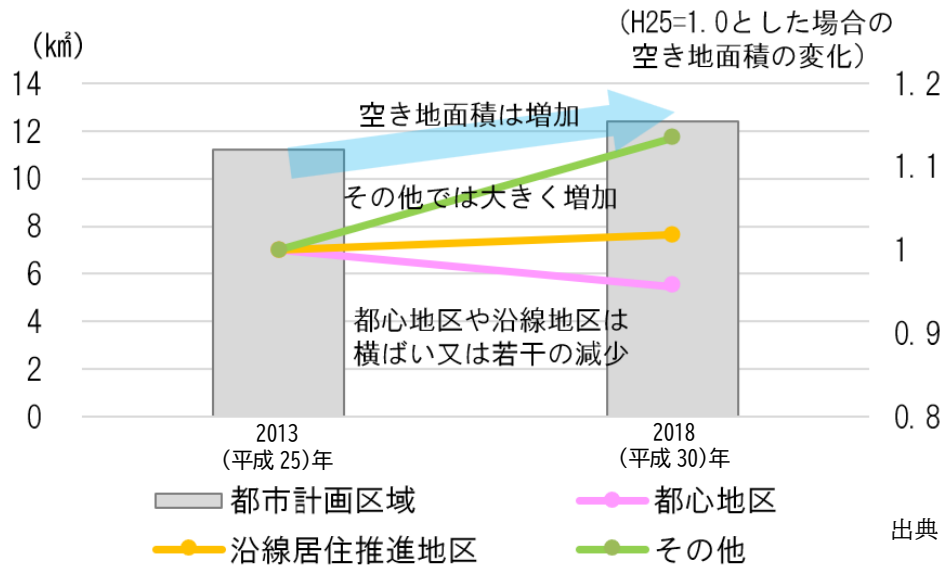 (k㎡)
(H25=1.0とした場合の
空き地面積の変化)
14
12
10
8
6
4
2
0
1.2
1.1
1
0.9
0.8
空き地面積は増加
その他では大きく増加
都心地区や沿線地区は
横ばい又は若干の減少
2013
(平成25)年
2018
(平成30)年
都市計画区域
都心地区
沿線居住推進地区
その他
出典